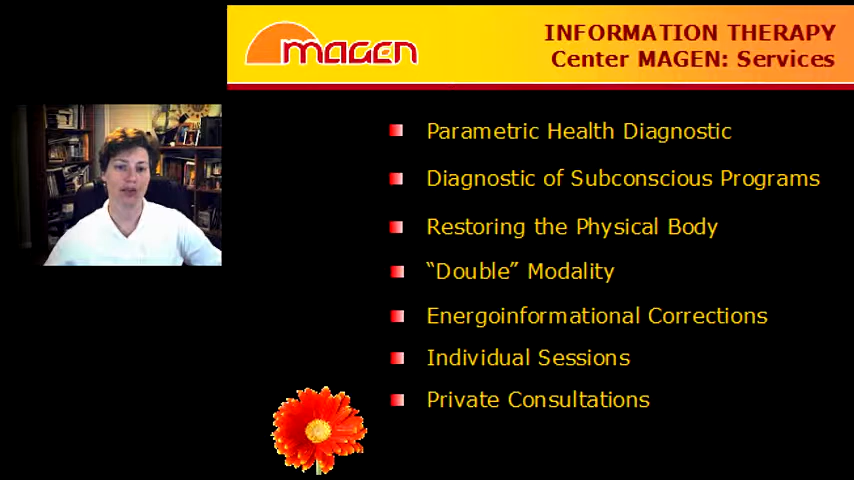 magen
INFORMATION THERAPY
Center MAGEN: Services
Parametric Health Diagnostic
Diagnostic of Subconscious Programs
Restoring the Physical Body
“Double” Modality
Energoinformational Corrections
Individual Sessions
Private Consultations